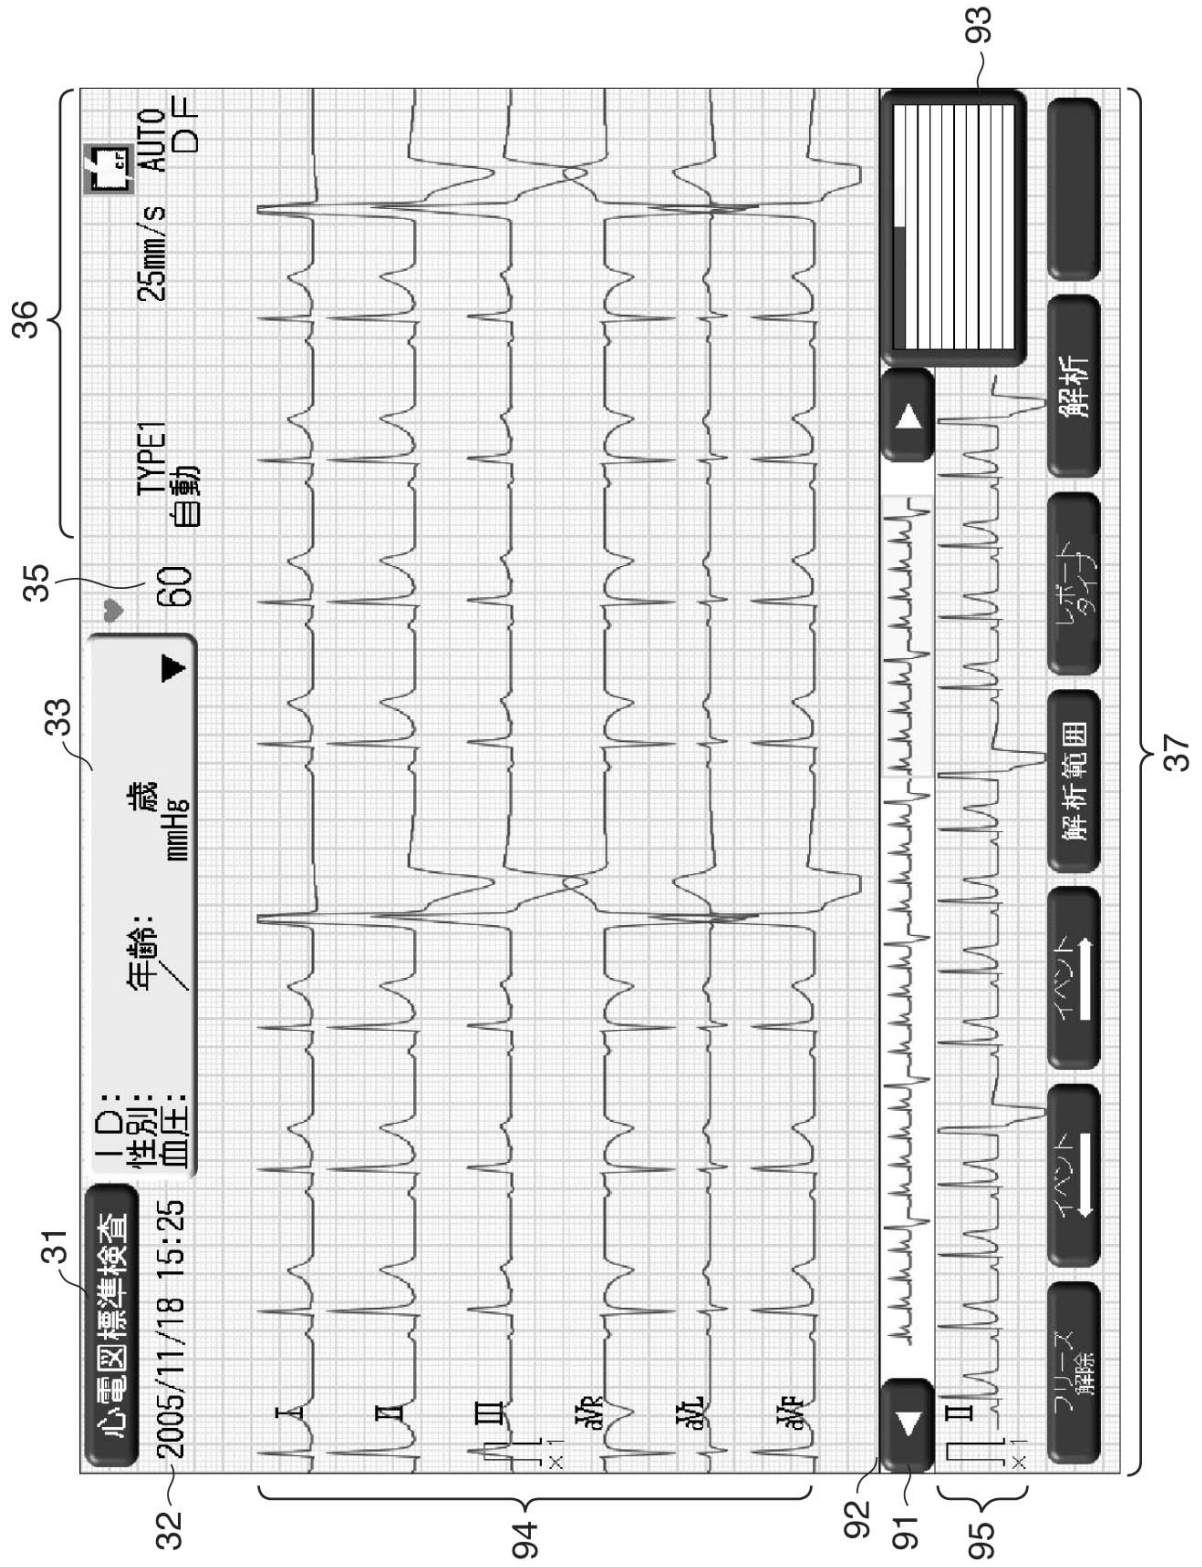 36
35
33
31
32
心電図標準検査
2005/11/18 15:25
ID:
性別: 年齢: 歳
血圧: / mmHg
▼
♥
60
TYPE1 25mm/s AUTO
自動 DF
CF
I
II
III
×1
aVR
aVL
aVF
94
92
91
95
93
◀
▶
II
×1
フリーズ
解除
イベント
←
イベント
→
解析範囲
レポート
タイプ
解析
37